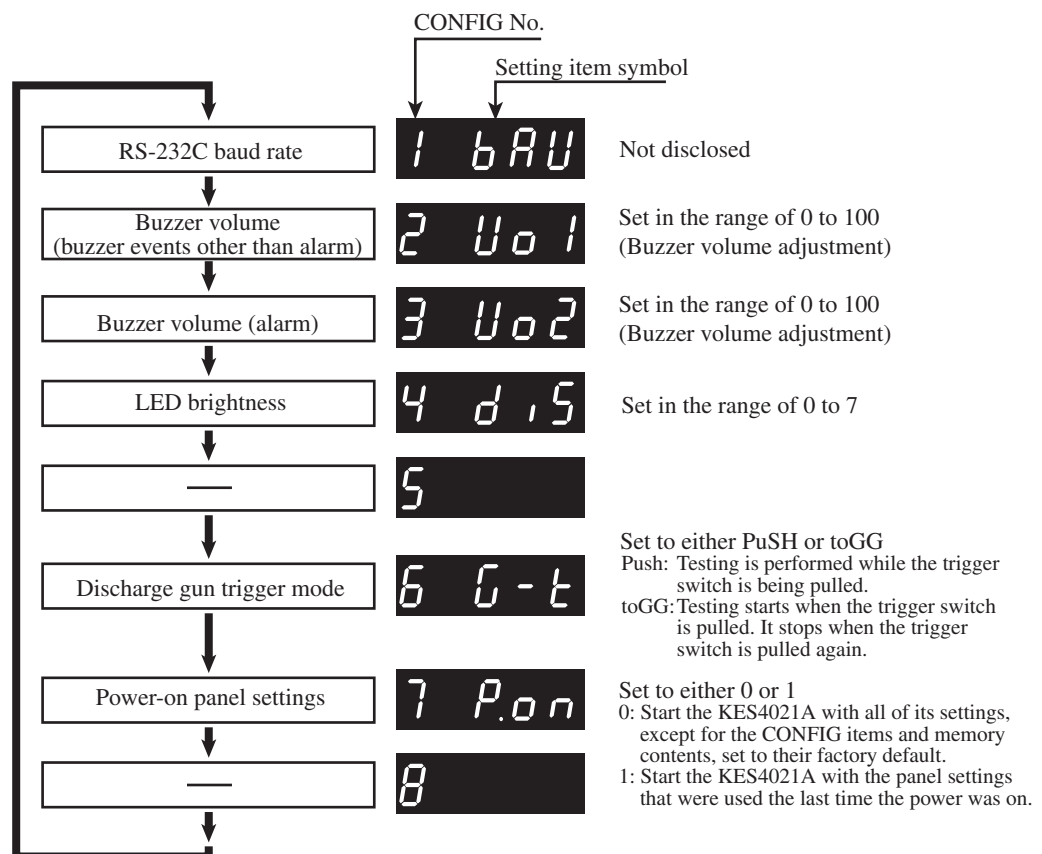 CONFIG No.
Setting item symbol
RS-232C baud rate
1 bAU
Not disclosed
Buzzer volume
(buzzer events other than alarm)
2 Uo1
Set in the range of 0 to 100
(Buzzer volume adjustment)
Buzzer volume (alarm)
3 Uo2
Set in the range of 0 to 100
(Buzzer volume adjustment)
LED brightness
4 diS
Set in the range of 0 to 7
—
5
Discharge gun trigger mode
6 G-t
Set to either PuSH or toGG
Push: Testing is performed while the trigger
switch is being pulled.
toGG: Testing starts when the trigger switch
is pulled. It stops when the trigger
switch is pulled again.
Power-on panel settings
7 P.on
Set to either 0 or 1
0: Start the KES4021A with all of its settings,
except for the CONFIG items and memory
contents, set to their factory default.
1: Start the KES4021A with the panel settings
that were used the last time the power was on.
—
8